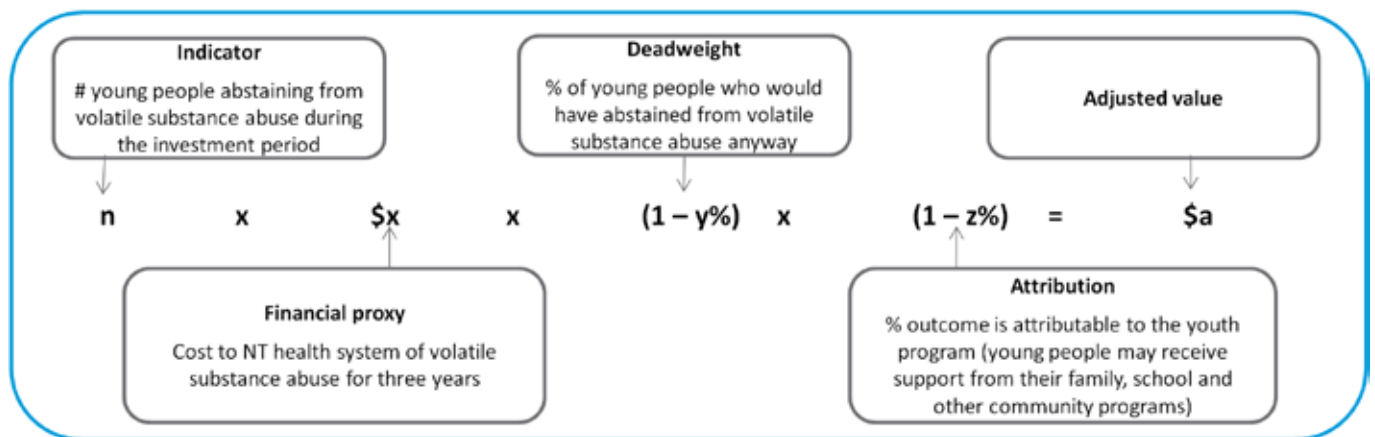 Indicator
# young people abstaining from
volatile substance abuse during
the investment period
Deadweight
% of young people who would
have abstained from volatile
substance abuse anyway
Adjusted value
n x $x x (1 – y%) x (1 – z%) = $a
Financial proxy
Cost to NT health system of volatile
substance abuse for three years
Attribution
% outcome is attributable to the youth
program (young people may receive
support from their family, school and
other community programs)